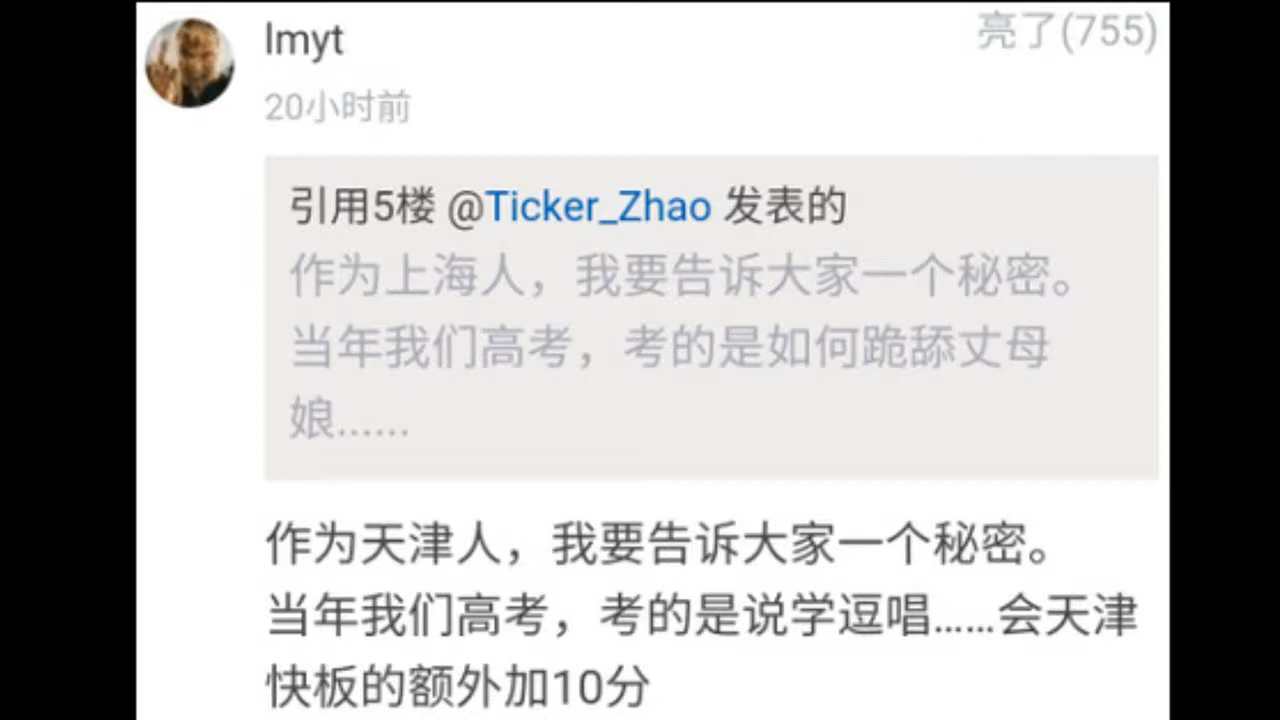 lmyt
亮了(755)
20小时前
引用5楼 @Ticker_Zhao 发表的
作为上海人，我要告诉大家一个秘密。
当年我们高考，考的是如何跪舔丈母
娘……
作为天津人，我要告诉大家一个秘密。
当年我们高考，考的是说学逗唱……会天津
快板的额外加10分